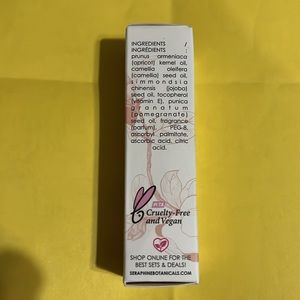 INGREDIENTS /
INGRÉDIENTS :
prunus armeniaca
(apricot) kernel oil,
camellia oleifera
(camellia) seed oil,
simmondsia
chinensis (jojoba)
seed oil, tocopherol
(vitamin E), punica
granatum
(pomegranate)
seed oil, fragrance
(parfum), PEG-8,
ascorbyl palmitate,
ascorbic acid, citric
acid.
PETA
Cruelty-Free
and Vegan
SHOP ONLINE FOR THE
BEST SETS & DEALS!
SERAPHINEBOTANICALS.COM